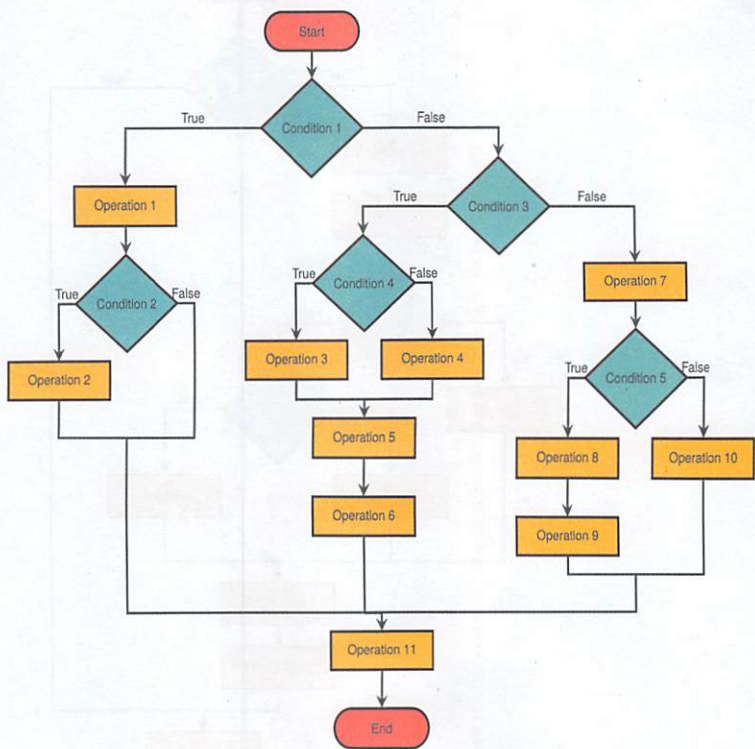 Start
Condition 1
True
False
Operation 1
Condition 3
True
False
Condition 2
True
False
Condition 4
True
False
Operation 7
Operation 2
Operation 3
Operation 4
Condition 5
True
False
Operation 5
Operation 8
Operation 10
Operation 6
Operation 9
Operation 11
End